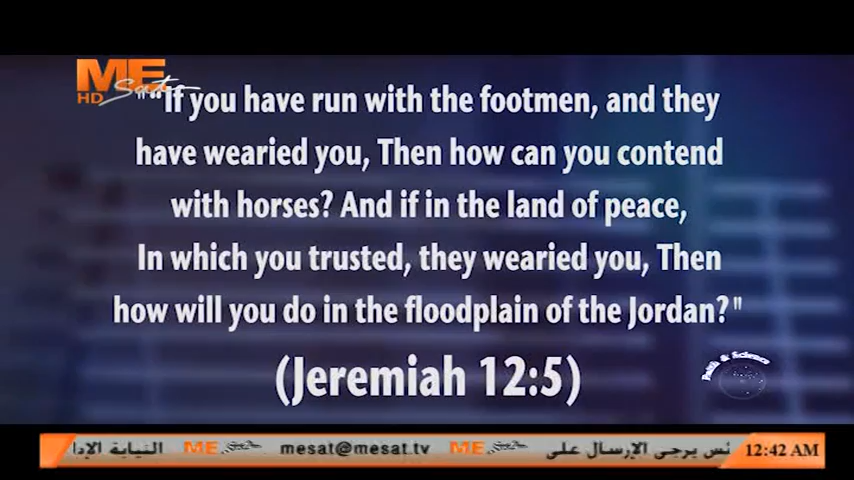 ME
Sat
HD
"“If you have run with the footmen, and they
have wearied you, Then how can you contend
with horses? And if in the land of peace,
In which you trusted, they wearied you, Then
how will you do in the floodplain of the Jordan?"
(Jeremiah 12:5)
Faith & Science
النيابة ME Sat mesat@mesat.tv ME Sat يرجى الإرسال على 12:42 AM